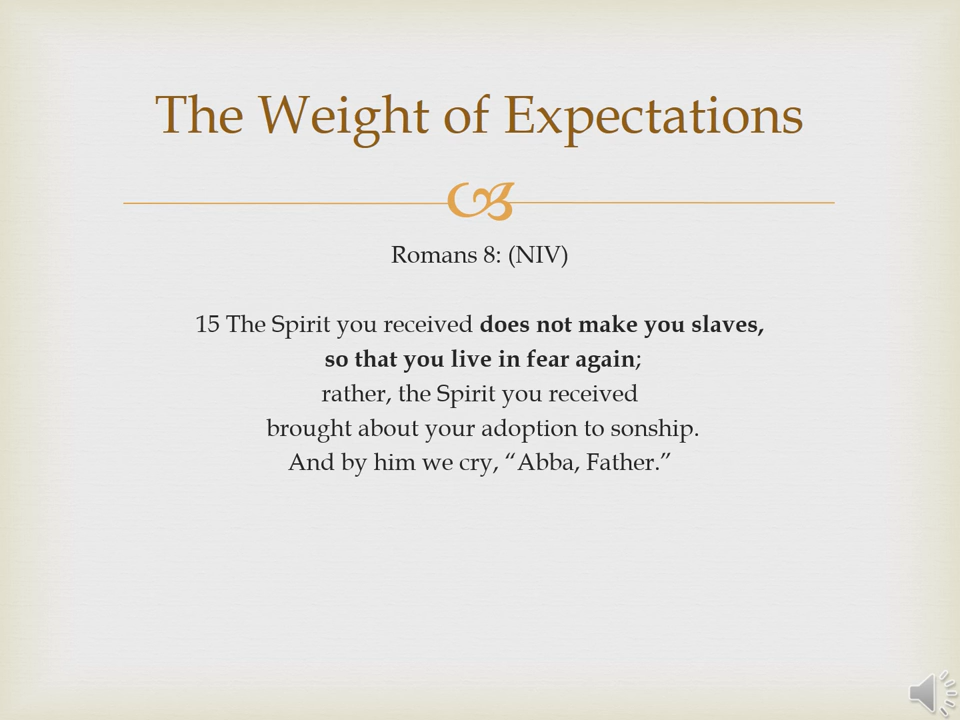 The Weight of Expectations
Romans 8: (NIV)
15 The Spirit you received does not make you slaves,
so that you live in fear again;
rather, the Spirit you received
brought about your adoption to sonship.
And by him we cry, “Abba, Father.”